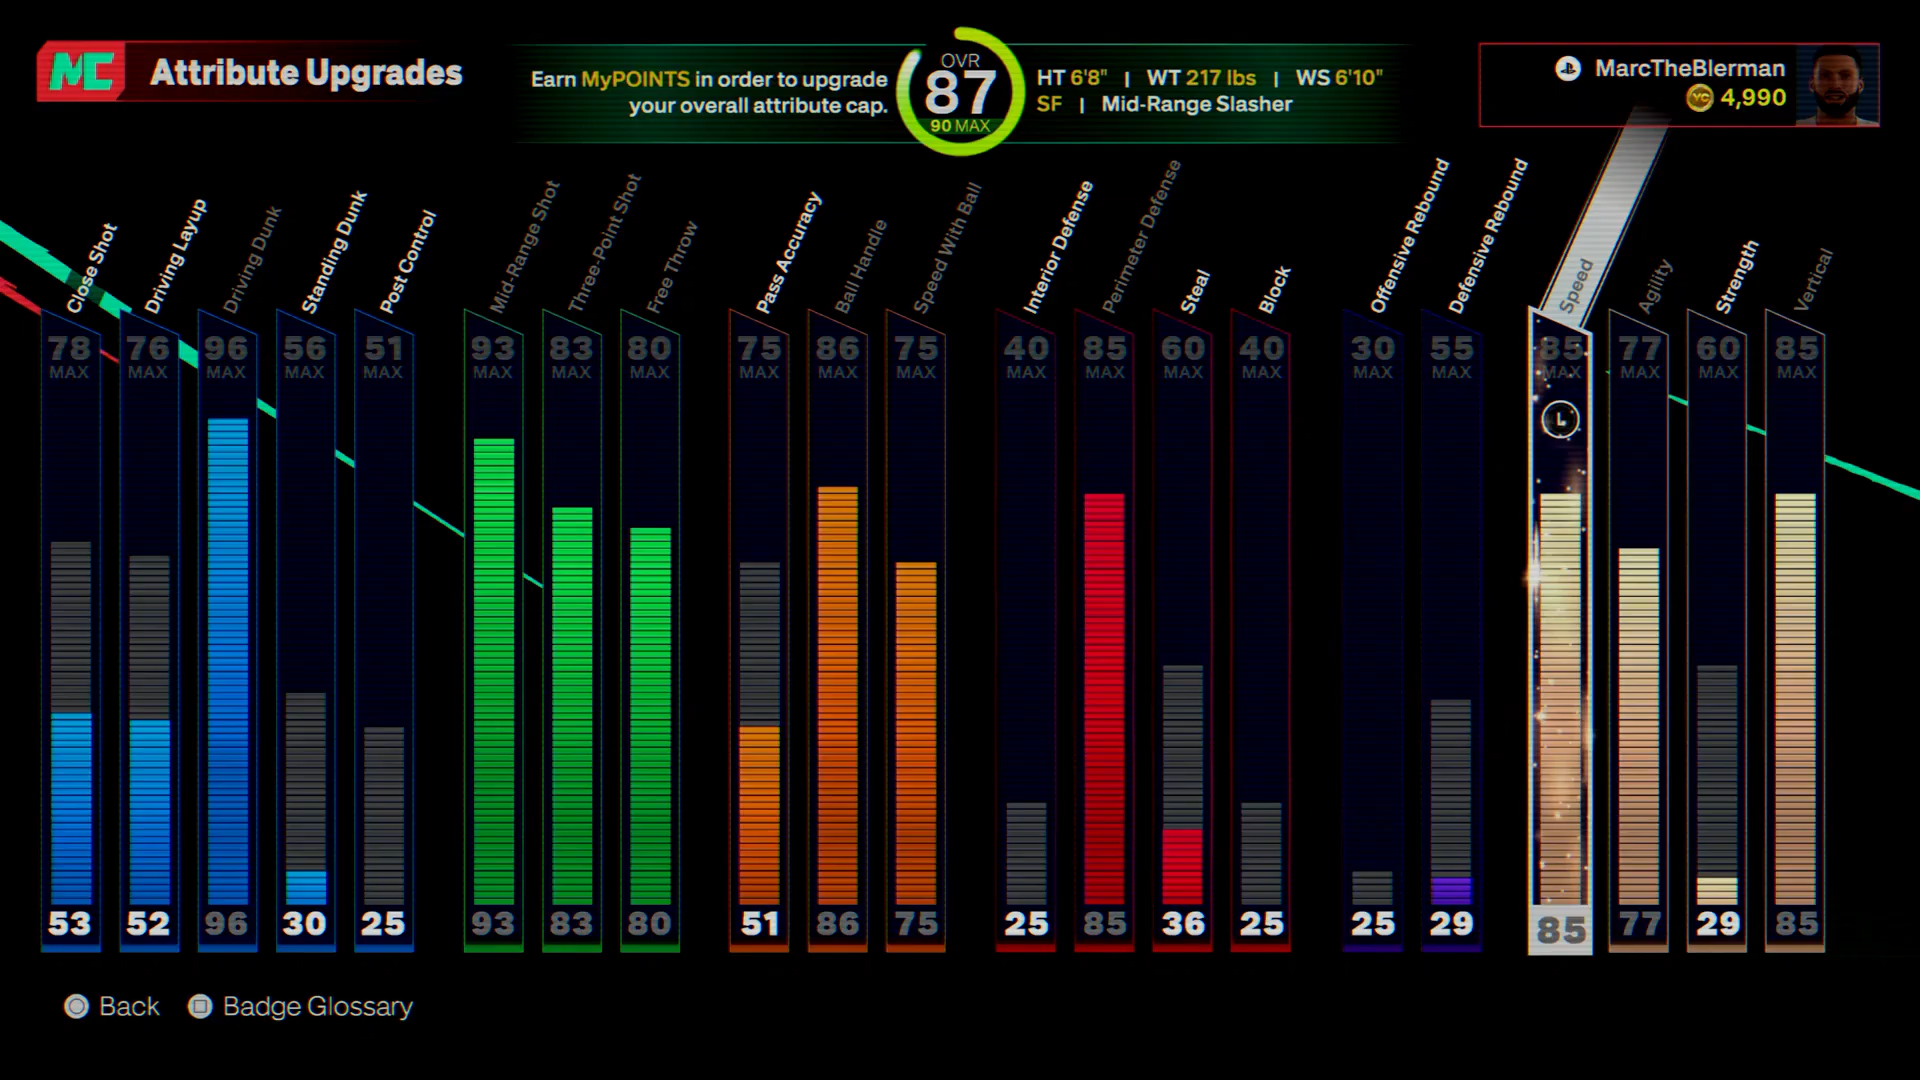 MC
Attribute Upgrades
Earn MyPOINTS in order to upgrade
your overall attribute cap.
OVR
87
90 MAX
HT 6'8" | WT 217 lbs | WS 6'10"
SF | Mid-Range Slasher
MarcTheBlerman
VC 4,990
Close Shot
Driving Layup
Driving Dunk
Standing Dunk
Post Control
Mid-Range Shot
Three-Point Shot
Free Throw
Pass Accuracy
Ball Handle
Speed With Ball
Interior Defense
Perimeter Defense
Steal
Block
Offensive Rebound
Defensive Rebound
Speed
Agility
Strength
Vertical
78 76 96 56 51 93 83 80 75 86 75 40 85 60 40 30 55 85 77 60 85
MAX MAX MAX MAX MAX MAX MAX MAX MAX MAX MAX MAX MAX MAX MAX MAX MAX MAX MAX MAX MAX
L
53 52 96 30 25 93 83 80 51 86 75 25 85 36 25 25 29 85 77 29 85
Back Badge Glossary